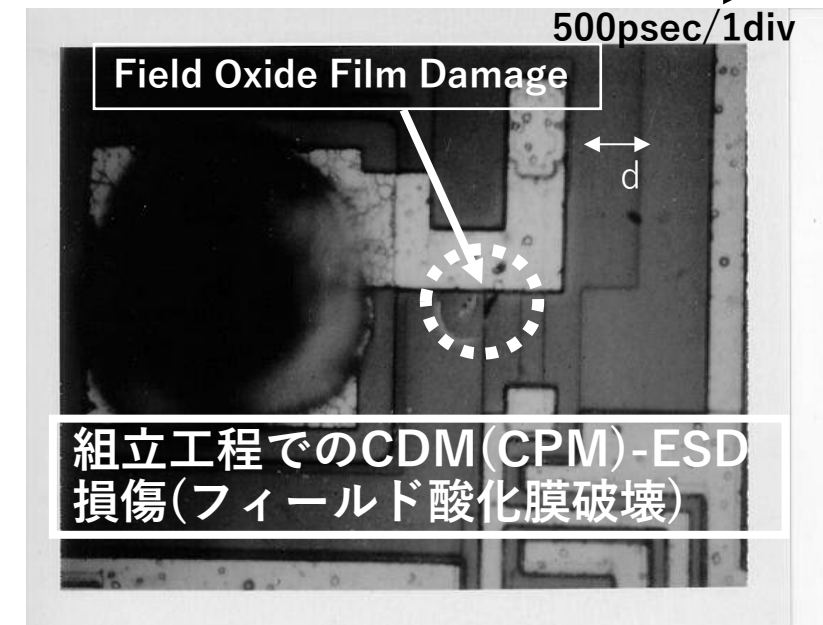 500psec/1div
Field Oxide Film Damage
d
組立工程でのCDM(CPM)-ESD
損傷(フィールド酸化膜破壊)